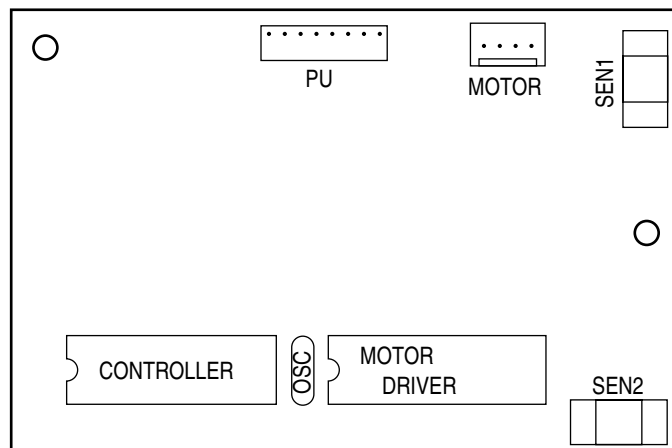 PU
MOTOR
SEN1
CONTROLLER
OSC
MOTOR
DRIVER
SEN2